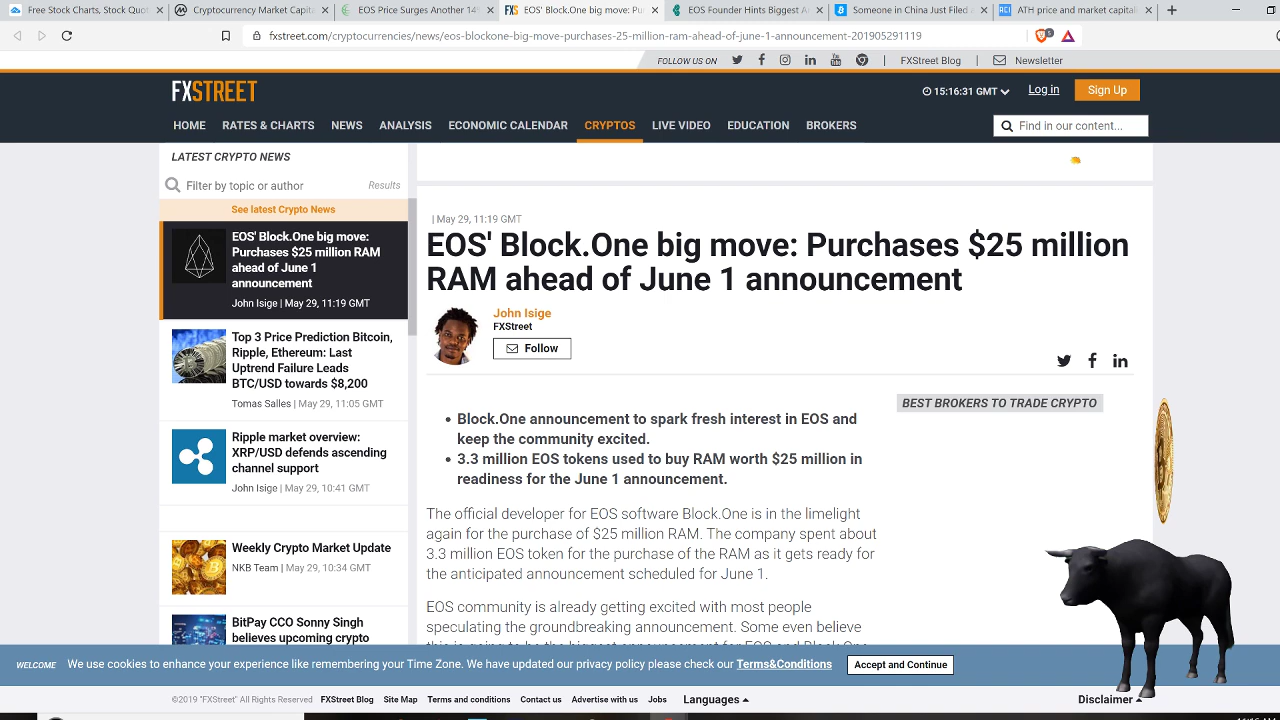 Free Stock Charts, Stock Quot
Cryptocurrency Market Capita
EOS Price Surges Another 14%
EOS' Block.One big move: Pu
EOS Founder Hints Biggest A
Someone in China Just Filed
ATH price and market capital
fxstreet.com/cryptocurrencies/news/eos-blockone-big-move-purchases-25-million-ram-ahead-of-june-1-announcement-201905291119
FOLLOW US ON
FXStreet Blog
Newsletter
FXSTREET
15:16:31 GMT
Log in
Sign Up
HOME RATES & CHARTS NEWS ANALYSIS ECONOMIC CALENDAR CRYPTOS LIVE VIDEO EDUCATION BROKERS
Find in our content...
LATEST CRYPTO NEWS
Filter by topic or author
Results
See latest Crypto News
EOS' Block.One big move:
Purchases $25 million RAM
ahead of June 1
announcement
John Isige | May 29, 11:19 GMT
Top 3 Price Prediction Bitcoin,
Ripple, Ethereum: Last
Uptrend Failure Leads
BTC/USD towards $8,200
Tomas Salles | May 29, 11:05 GMT
Ripple market overview:
XRP/USD defends ascending
channel support
John Isige | May 29, 10:41 GMT
Weekly Crypto Market Update
NKB Team | May 29, 10:34 GMT
BitPay CCO Sonny Singh
believes upcoming crypto
| May 29, 11:19 GMT
EOS' Block.One big move: Purchases $25 million
RAM ahead of June 1 announcement
John Isige
FXStreet
Follow
BEST BROKERS TO TRADE CRYPTO
• Block.One announcement to spark fresh interest in EOS and
keep the community excited.
• 3.3 million EOS tokens used to buy RAM worth $25 million in
readiness for the June 1 announcement.
The official developer for EOS software Block.One is in the limelight
again for the purchase of $25 million RAM. The company spent about
3.3 million EOS token for the purchase of the RAM as it gets ready for
the anticipated announcement scheduled for June 1.
EOS community is already getting excited with most people
speculating the groundbreaking announcement. Some even believe
WELCOME We use cookies to enhance your experience like remembering your Time Zone. We have updated our privacy policy please check our Terms&Conditions
Accept and Continue
©2019 "FXStreet" All Rights Reserved FXStreet Blog Site Map Terms and conditions Contact us Advertise with us Jobs Languages
Disclaimer